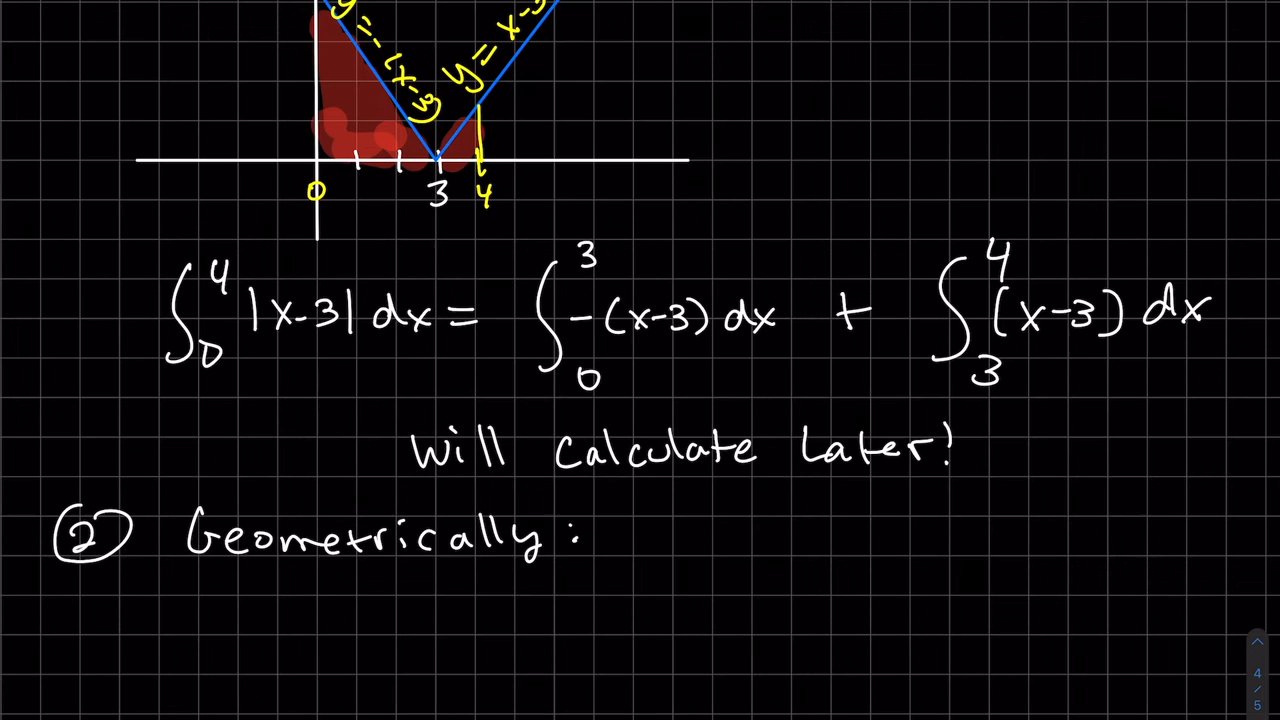 y=-(x-3) y= x-3
0 3 4
∫₀⁴ |x-3| dx = ∫₀³ -(x-3) dx + ∫₃⁴ (x-3) dx
Will Calculate Later!
② Geometrically:
4
/
5